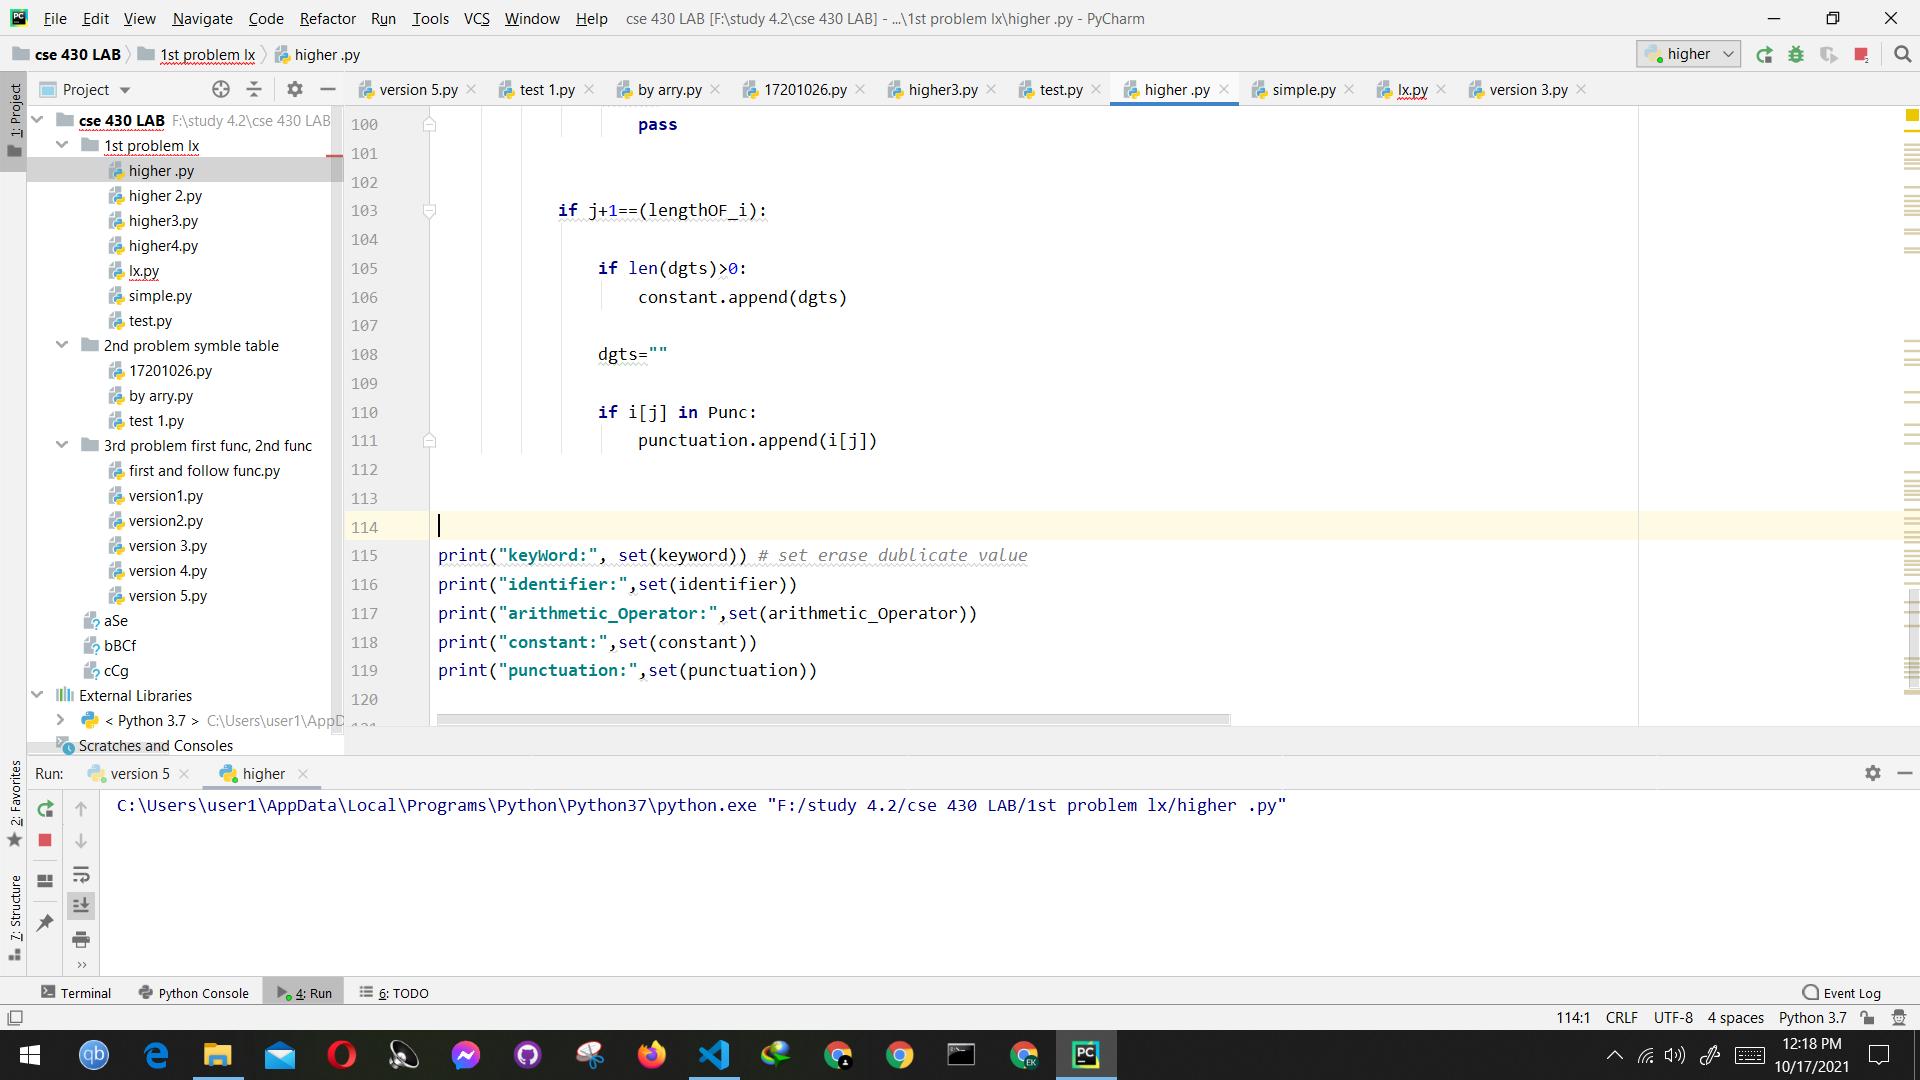 File Edit View Navigate Code Refactor Run Tools VCS Window Help cse 430 LAB [F:\study 4.2\cse 430 LAB] - ...\1st problem lx\higher .py - PyCharm
cse 430 LAB 1st problem lx higher .py higher
1: Project
Project
version 5.py test 1.py by arry.py 17201026.py higher3.py test.py higher .py simple.py lx.py version 3.py
cse 430 LAB F:\study 4.2\cse 430 LAB
1st problem lx
higher .py
higher 2.py
higher3.py
higher4.py
lx.py
simple.py
test.py
2nd problem symble table
17201026.py
by arry.py
test 1.py
3rd problem first func, 2nd func
first and follow func.py
version1.py
version2.py
version 3.py
version 4.py
version 5.py
aSe
bBCf
cCg
External Libraries
< Python 3.7 > C:\Users\user1\AppD
Scratches and Consoles
100 pass
101
102
103 if j+1==(lengthOF_i):
104
105 if len(dgts)>0:
106 constant.append(dgts)
107
108 dgts=""
109
110 if i[j] in Punc:
111 punctuation.append(i[j])
112
113
114
115 print("keyWord:", set(keyword)) # set erase dublicate value
116 print("identifier:",set(identifier))
117 print("arithmetic_Operator:",set(arithmetic_Operator))
118 print("constant:",set(constant))
119 print("punctuation:",set(punctuation))
120
121
Run: version 5 higher
C:\Users\user1\AppData\Local\Programs\Python\Python37\python.exe "F:/study 4.2/cse 430 LAB/1st problem lx/higher .py"
2: Favorites
7: Structure
Terminal Python Console 4: Run 6: TODO Event Log
114:1 CRLF UTF-8 4 spaces Python 3.7
qb
EK
PC
12:18 PM
10/17/2021